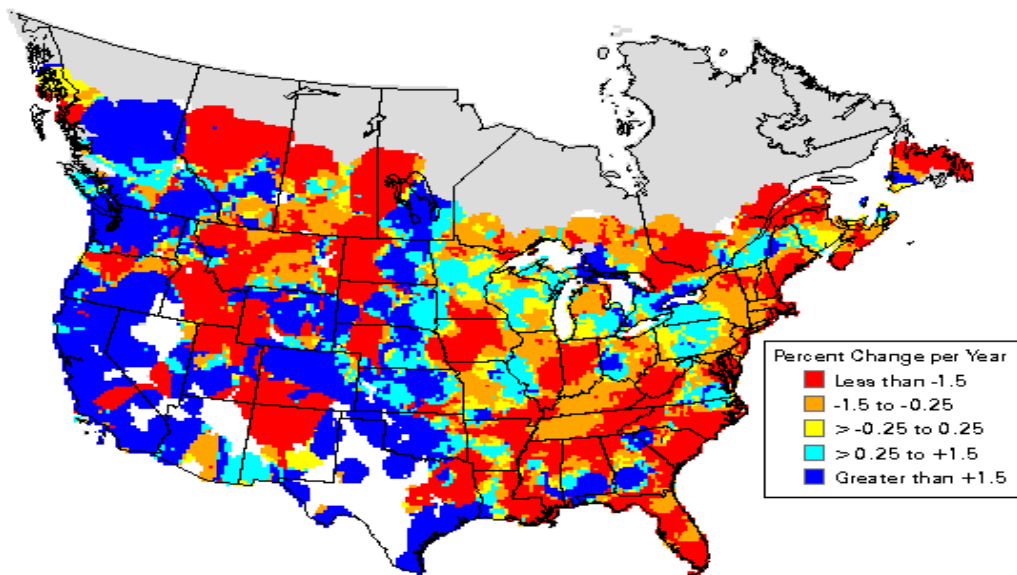 Percent Change per Year
Less than -1.5
-1.5 to -0.25
> -0.25 to 0.25
> 0.25 to +1.5
Greater than +1.5